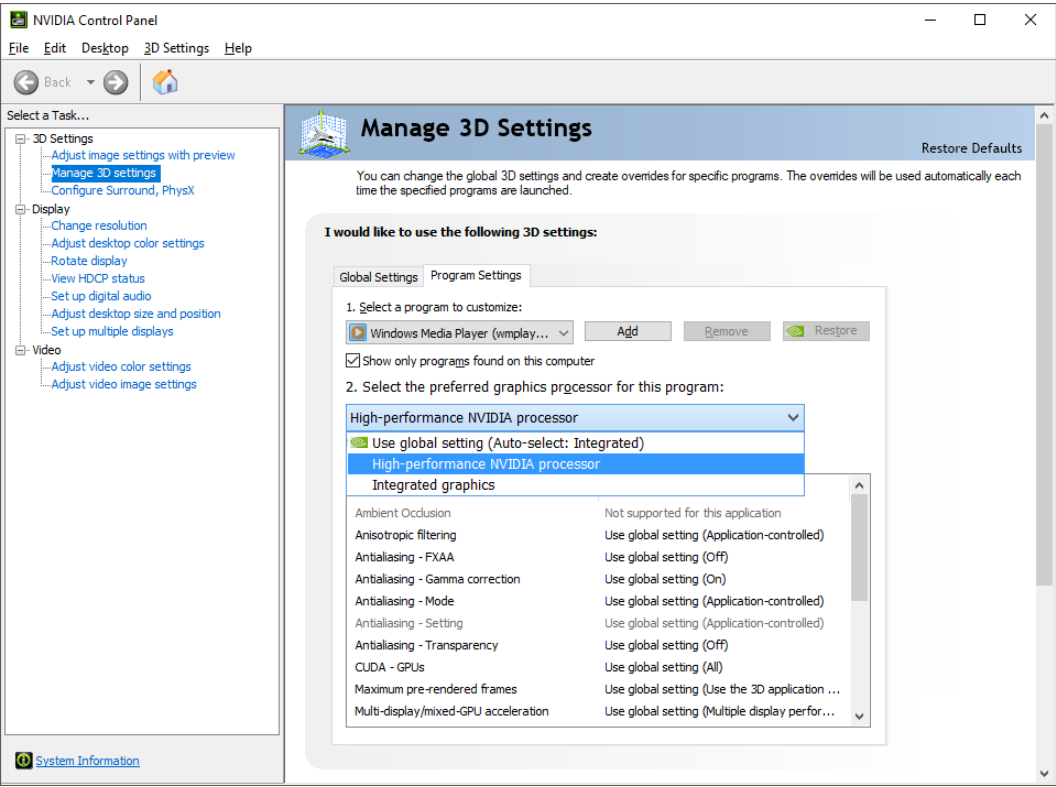 NVIDIA Control Panel
File Edit Desktop 3D Settings Help
Back
Select a Task...
3D Settings
Adjust image settings with preview
Manage 3D settings
Configure Surround, PhysX
Display
Change resolution
Adjust desktop color settings
Rotate display
View HDCP status
Set up digital audio
Adjust desktop size and position
Set up multiple displays
Video
Adjust video color settings
Adjust video image settings
System Information
Manage 3D Settings
Restore Defaults
You can change the global 3D settings and create overrides for specific programs. The overrides will be used automatically each
time the specified programs are launched.
I would like to use the following 3D settings:
Global Settings Program Settings
1. Select a program to customize:
Windows Media Player (wmplay... Add Remove Restore
Show only programs found on this computer
2. Select the preferred graphics processor for this program:
High-performance NVIDIA processor
Use global setting (Auto-select: Integrated)
High-performance NVIDIA processor
Integrated graphics
Ambient Occlusion Not supported for this application
Anisotropic filtering Use global setting (Application-controlled)
Antialiasing - FXAA Use global setting (Off)
Antialiasing - Gamma correction Use global setting (On)
Antialiasing - Mode Use global setting (Application-controlled)
Antialiasing - Setting Use global setting (Application-controlled)
Antialiasing - Transparency Use global setting (Off)
CUDA - GPUs Use global setting (All)
Maximum pre-rendered frames Use global setting (Use the 3D application ...
Multi-display/mixed-GPU acceleration Use global setting (Multiple display perfor...